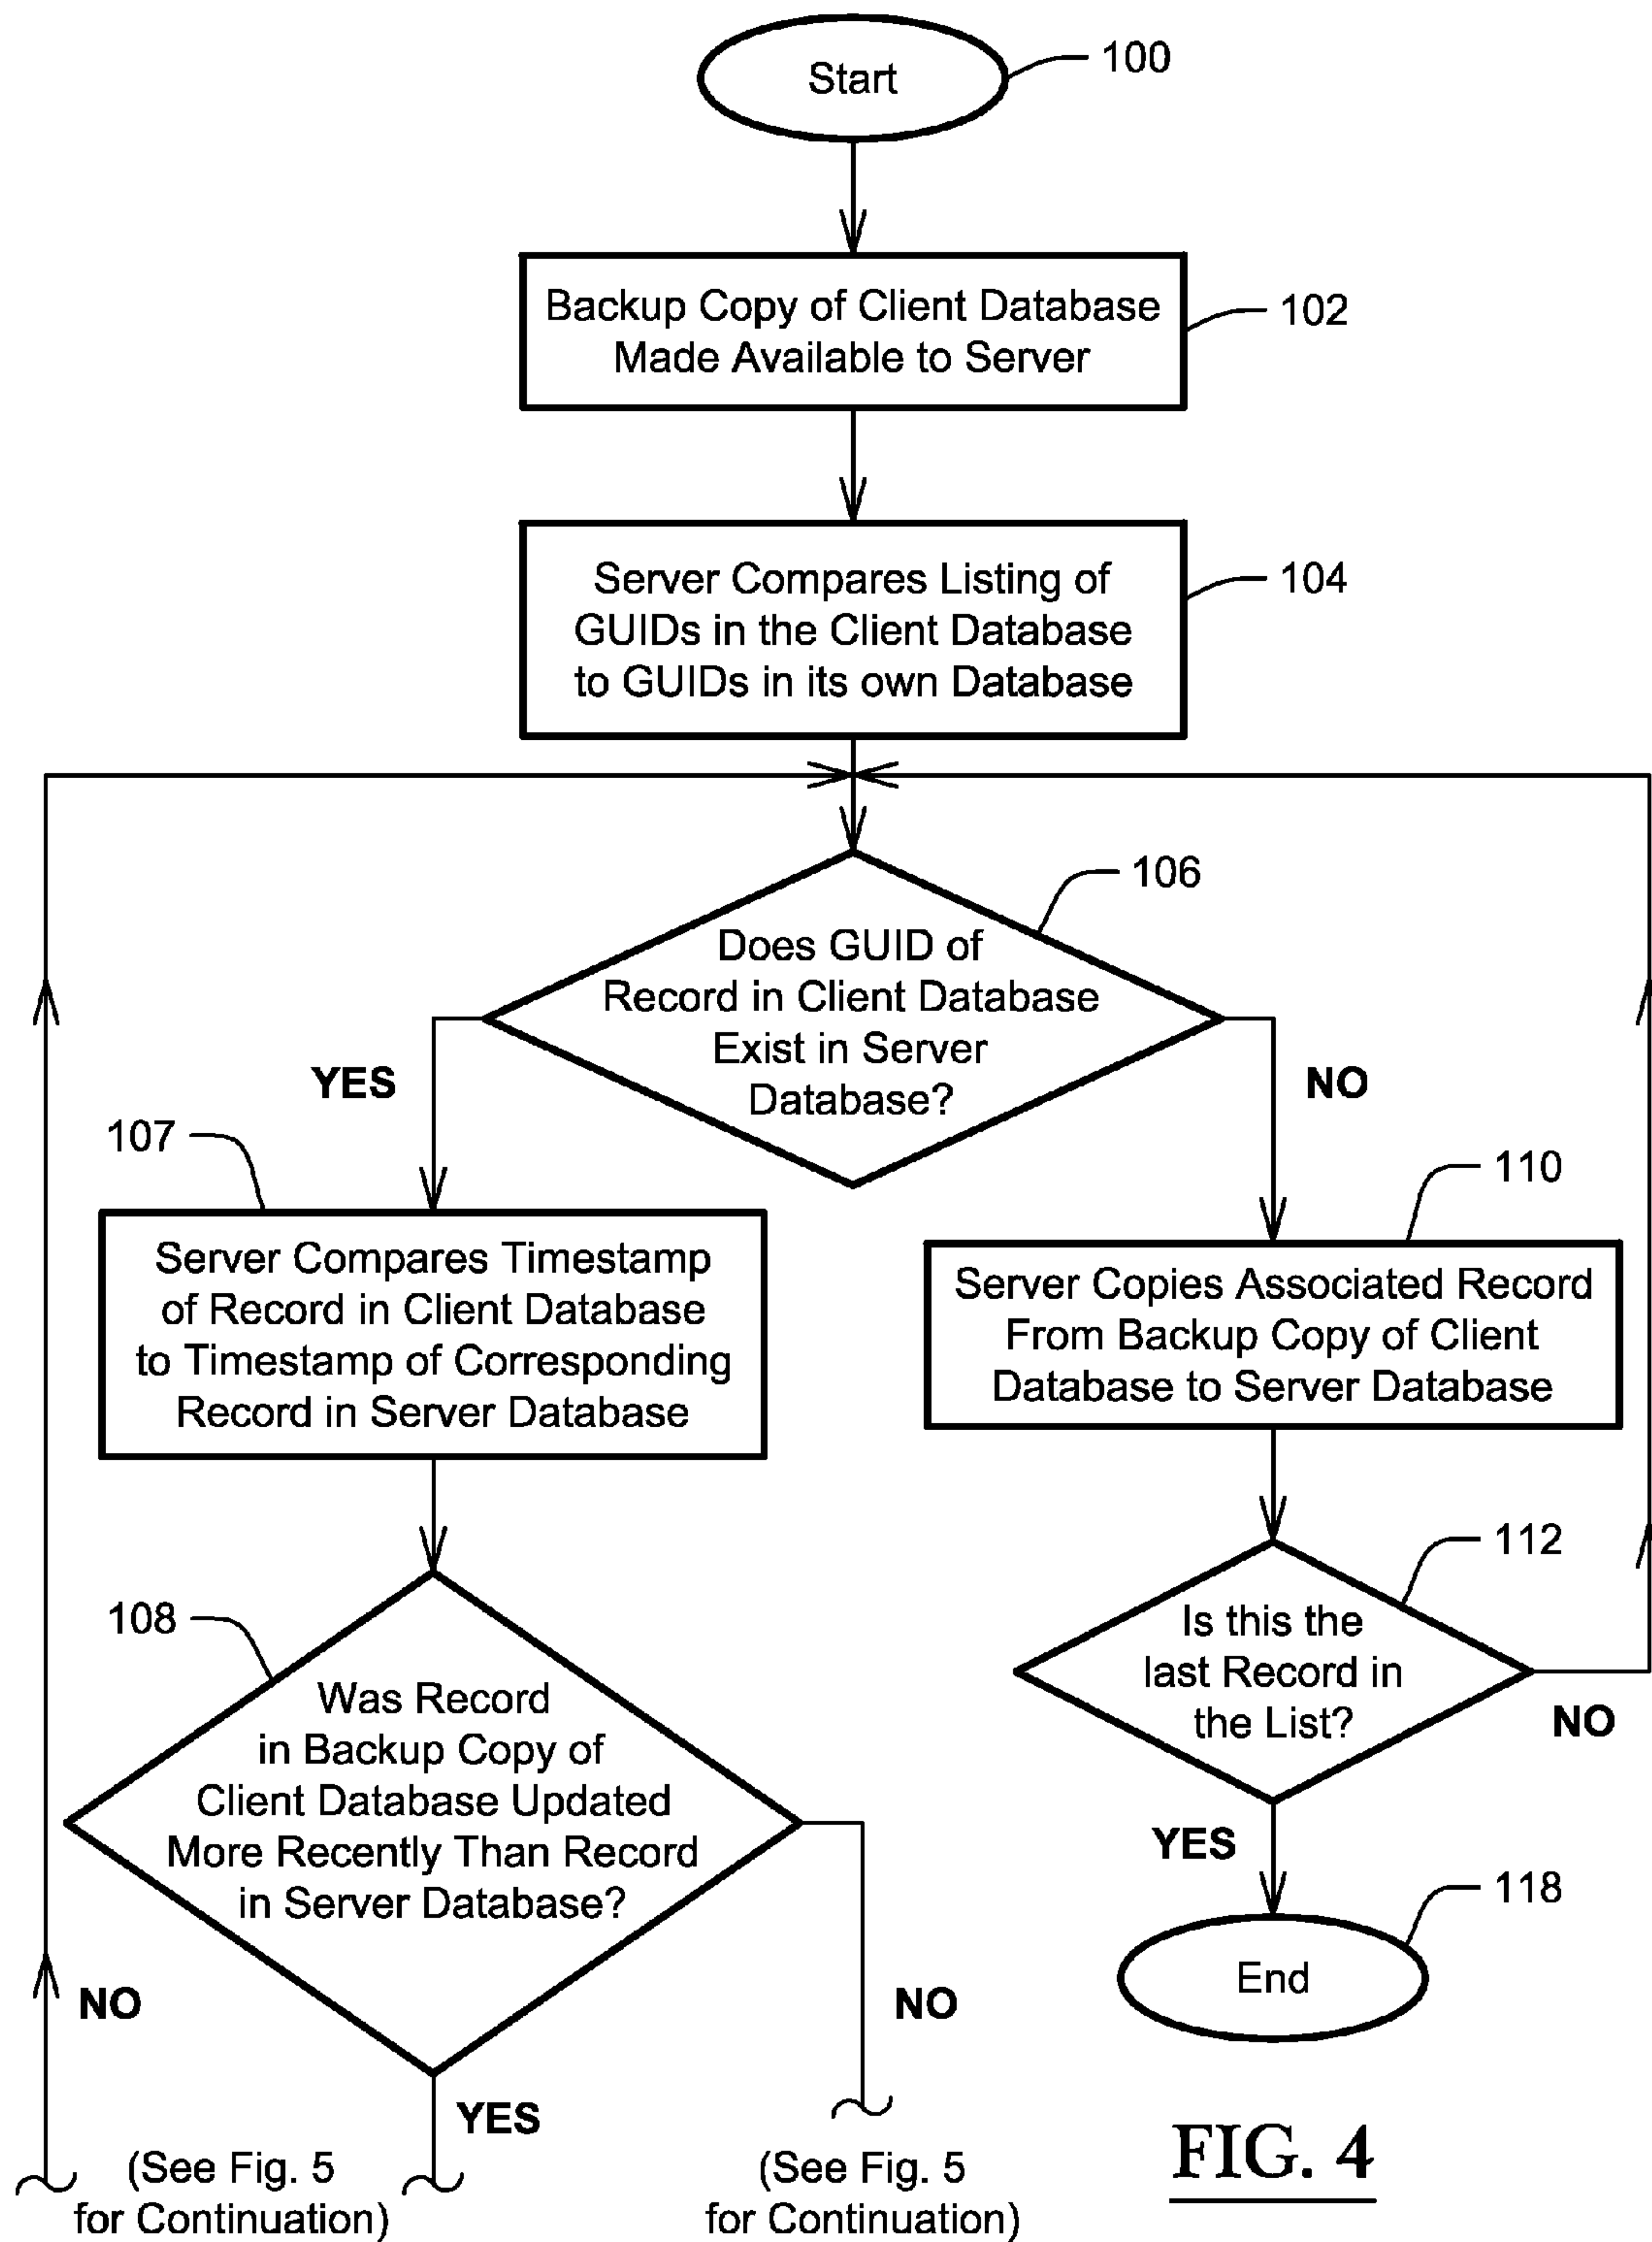 Start
100
Backup Copy of Client Database
Made Available to Server
102
Server Compares Listing of
GUIDs in the Client Database
to GUIDs in its own Database
104
106
Does GUID of
Record in Client Database
Exist in Server
Database?
YES
NO
107
110
Server Compares Timestamp
of Record in Client Database
to Timestamp of Corresponding
Record in Server Database
Server Copies Associated Record
From Backup Copy of Client
Database to Server Database
108
112
Was Record
in Backup Copy of
Client Database Updated
More Recently Than Record
in Server Database?
Is this the
last Record in
the List?
NO
YES
118
End
NO
NO
YES
(See Fig. 5
for Continuation)
(See Fig. 5
for Continuation)
FIG. 4